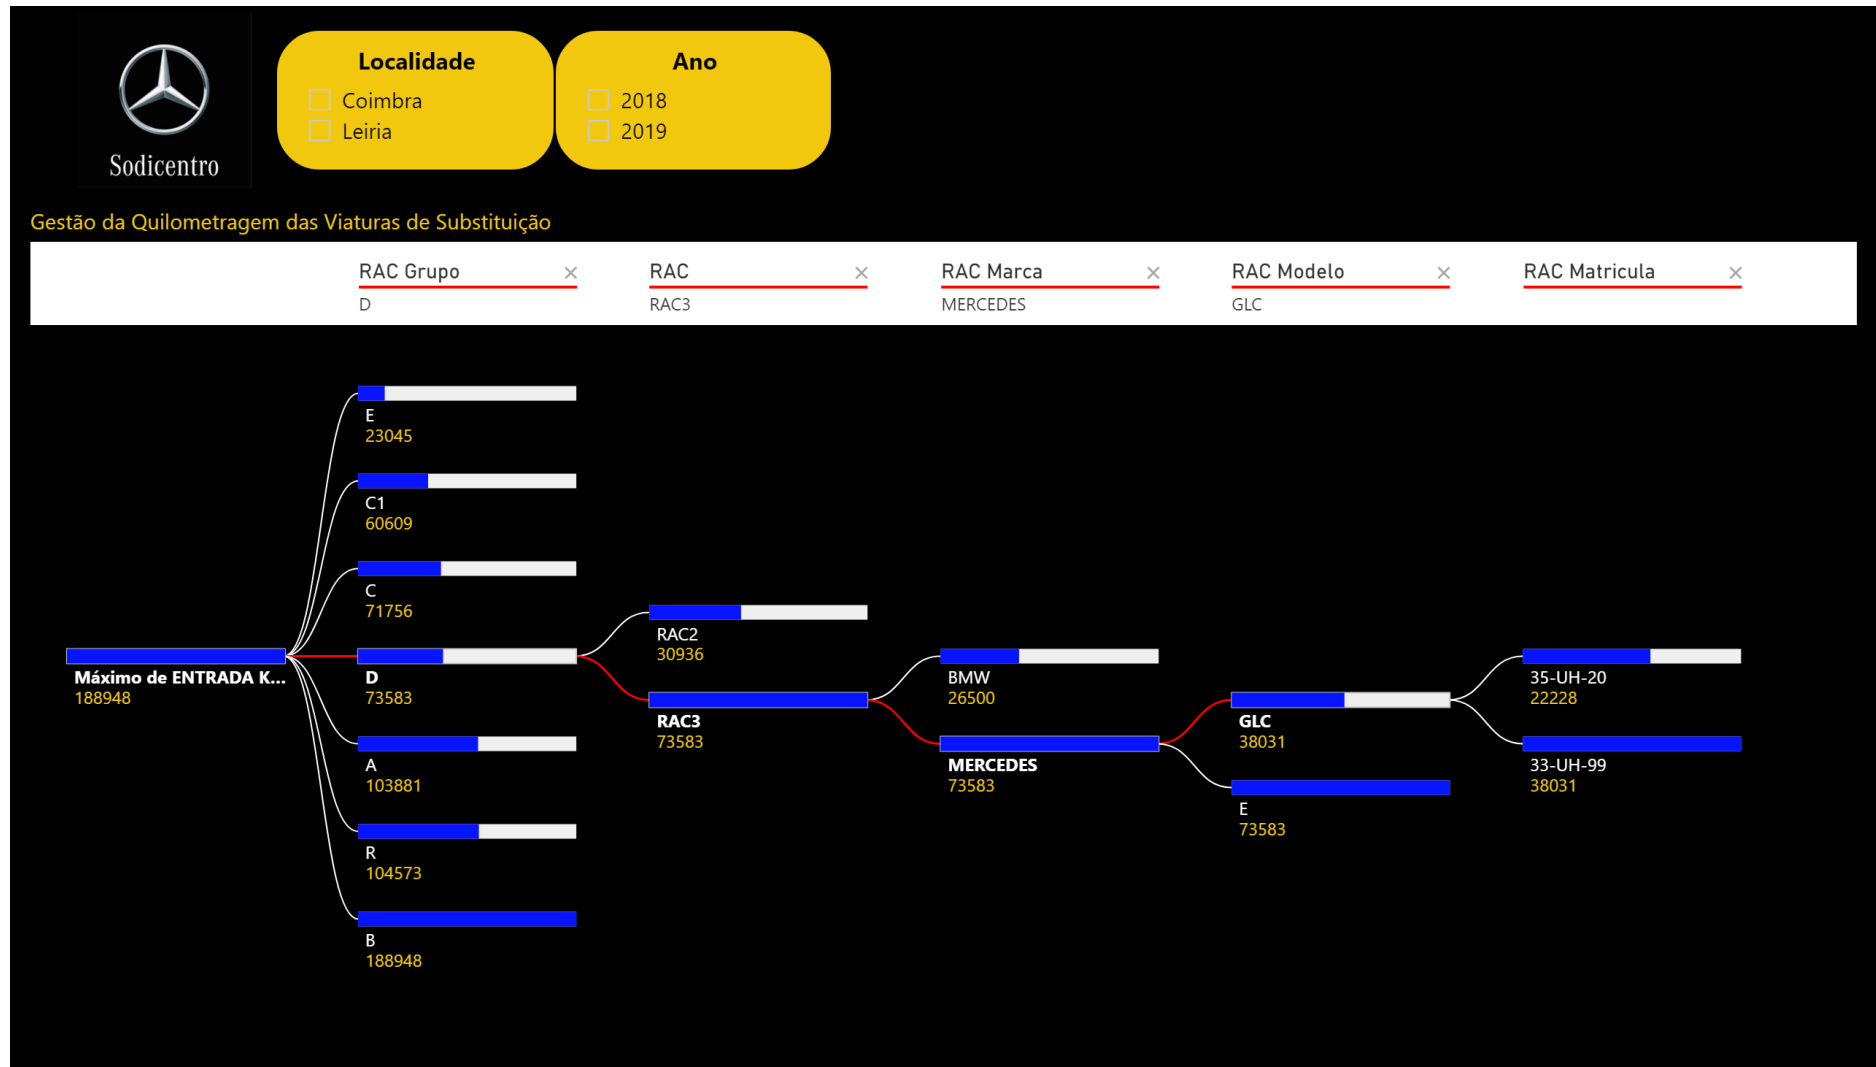 Sodicentro
Localidade
Coimbra
Leiria
Ano
2018
2019
Gestão da Quilometragem das Viaturas de Substituição
RAC Grupo
D
RAC
RAC3
RAC Marca
MERCEDES
RAC Modelo
GLC
RAC Matricula
Máximo de ENTRADA K...
188948
E
23045
C1
60609
C
71756
D
73583
A
103881
R
104573
B
188948
RAC2
30936
RAC3
73583
BMW
26500
MERCEDES
73583
GLC
38031
E
73583
35-UH-20
22228
33-UH-99
38031